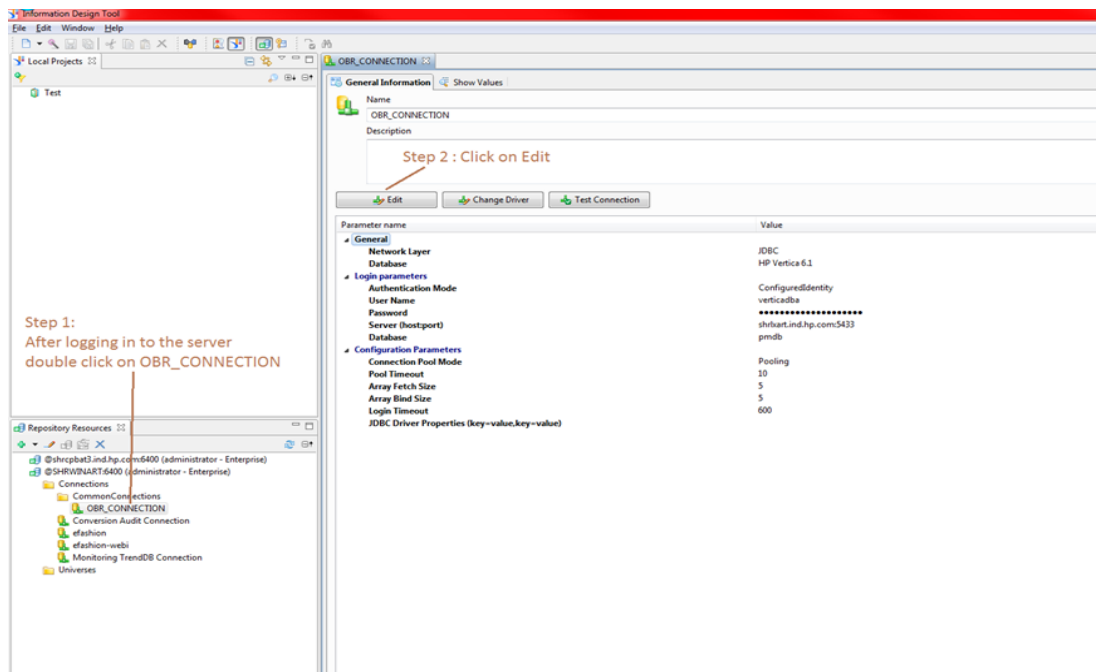 Information Design Tool
File Edit Window Help
Local Projects
Test
OBR_CONNECTION
General Information Show Values
Name
OBR_CONNECTION
Description
Step 2 : Click on Edit
Edit Change Driver Test Connection
Parameter name Value
General
Network Layer JDBC
Database HP Vertica 6.1
Login parameters
Authentication Mode ConfiguredIdentity
User Name verticadba
Password ●●●●●●●●●●●●●●●●●●●●
Server (host:port) shrlxart.ind.hp.com:5433
Database pmdb
Configuration Parameters
Connection Pool Mode Pooling
Pool Timeout 10
Array Fetch Size 5
Array Bind Size 5
Login Timeout 600
JDBC Driver Properties (key=value,key=value)
Step 1:
After logging in to the server
double click on OBR_CONNECTION
Repository Resources
@shrcpbat3.ind.hp.com:6400 (administrator - Enterprise)
@SHRWINART:6400 (administrator - Enterprise)
Connections
CommonConnections
OBR_CONNECTION
Conversion Audit Connection
efashion
efashion-webi
Monitoring TrendDB Connection
Universes